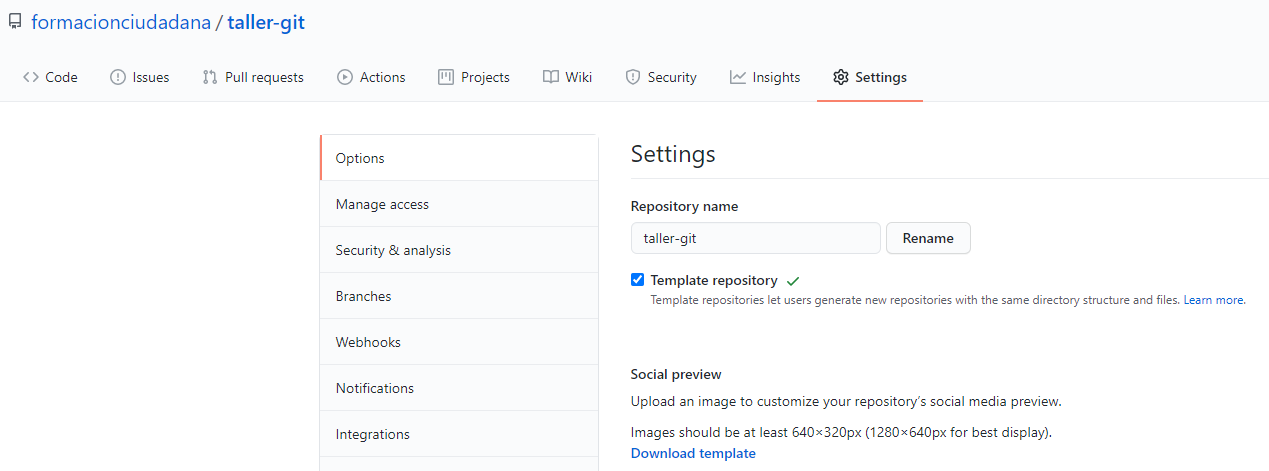 formacionciudadana / taller-git
Code Issues Pull requests Actions Projects Wiki Security Insights Settings
Options
Manage access
Security & analysis
Branches
Webhooks
Notifications
Integrations
Settings
Repository name
taller-git Rename
Template repository
Template repositories let users generate new repositories with the same directory structure and files. Learn more.
Social preview
Upload an image to customize your repository’s social media preview.
Images should be at least 640×320px (1280×640px for best display).
Download template